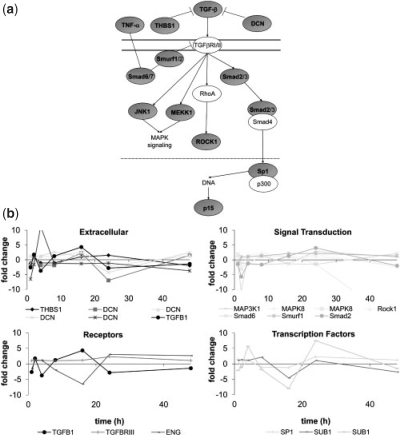 (a)
TNF-α
THBS1
TGF-β
DCN
TGFβRI/II
Smurf1/2
Smad6/7
Smad2/3
JNK1
MEKK1
RhoA
Smad2/3
Smad4
MAPK
signaling
ROCK1
Sp1
p300
DNA
p15
(b)
Extracellular
fold change
10
5
0
-5
-10
0
20
40
THBS1
DCN
DCN
DCN
DCN
TGFB1
Signal Transduction
fold change
10
5
0
-5
-10
0
20
40
MAP3K1
MAPK8
MAPK8
Rock1
Smad6
Smurf1
Smad2
Receptors
fold change
10
5
0
-5
-10
0
20
40
time (h)
TGFB1
TGFBRIII
ENG
Transcription Factors
fold change
10
5
0
-5
-10
0
20
40
time (h)
SP1
SUB1
SUB1